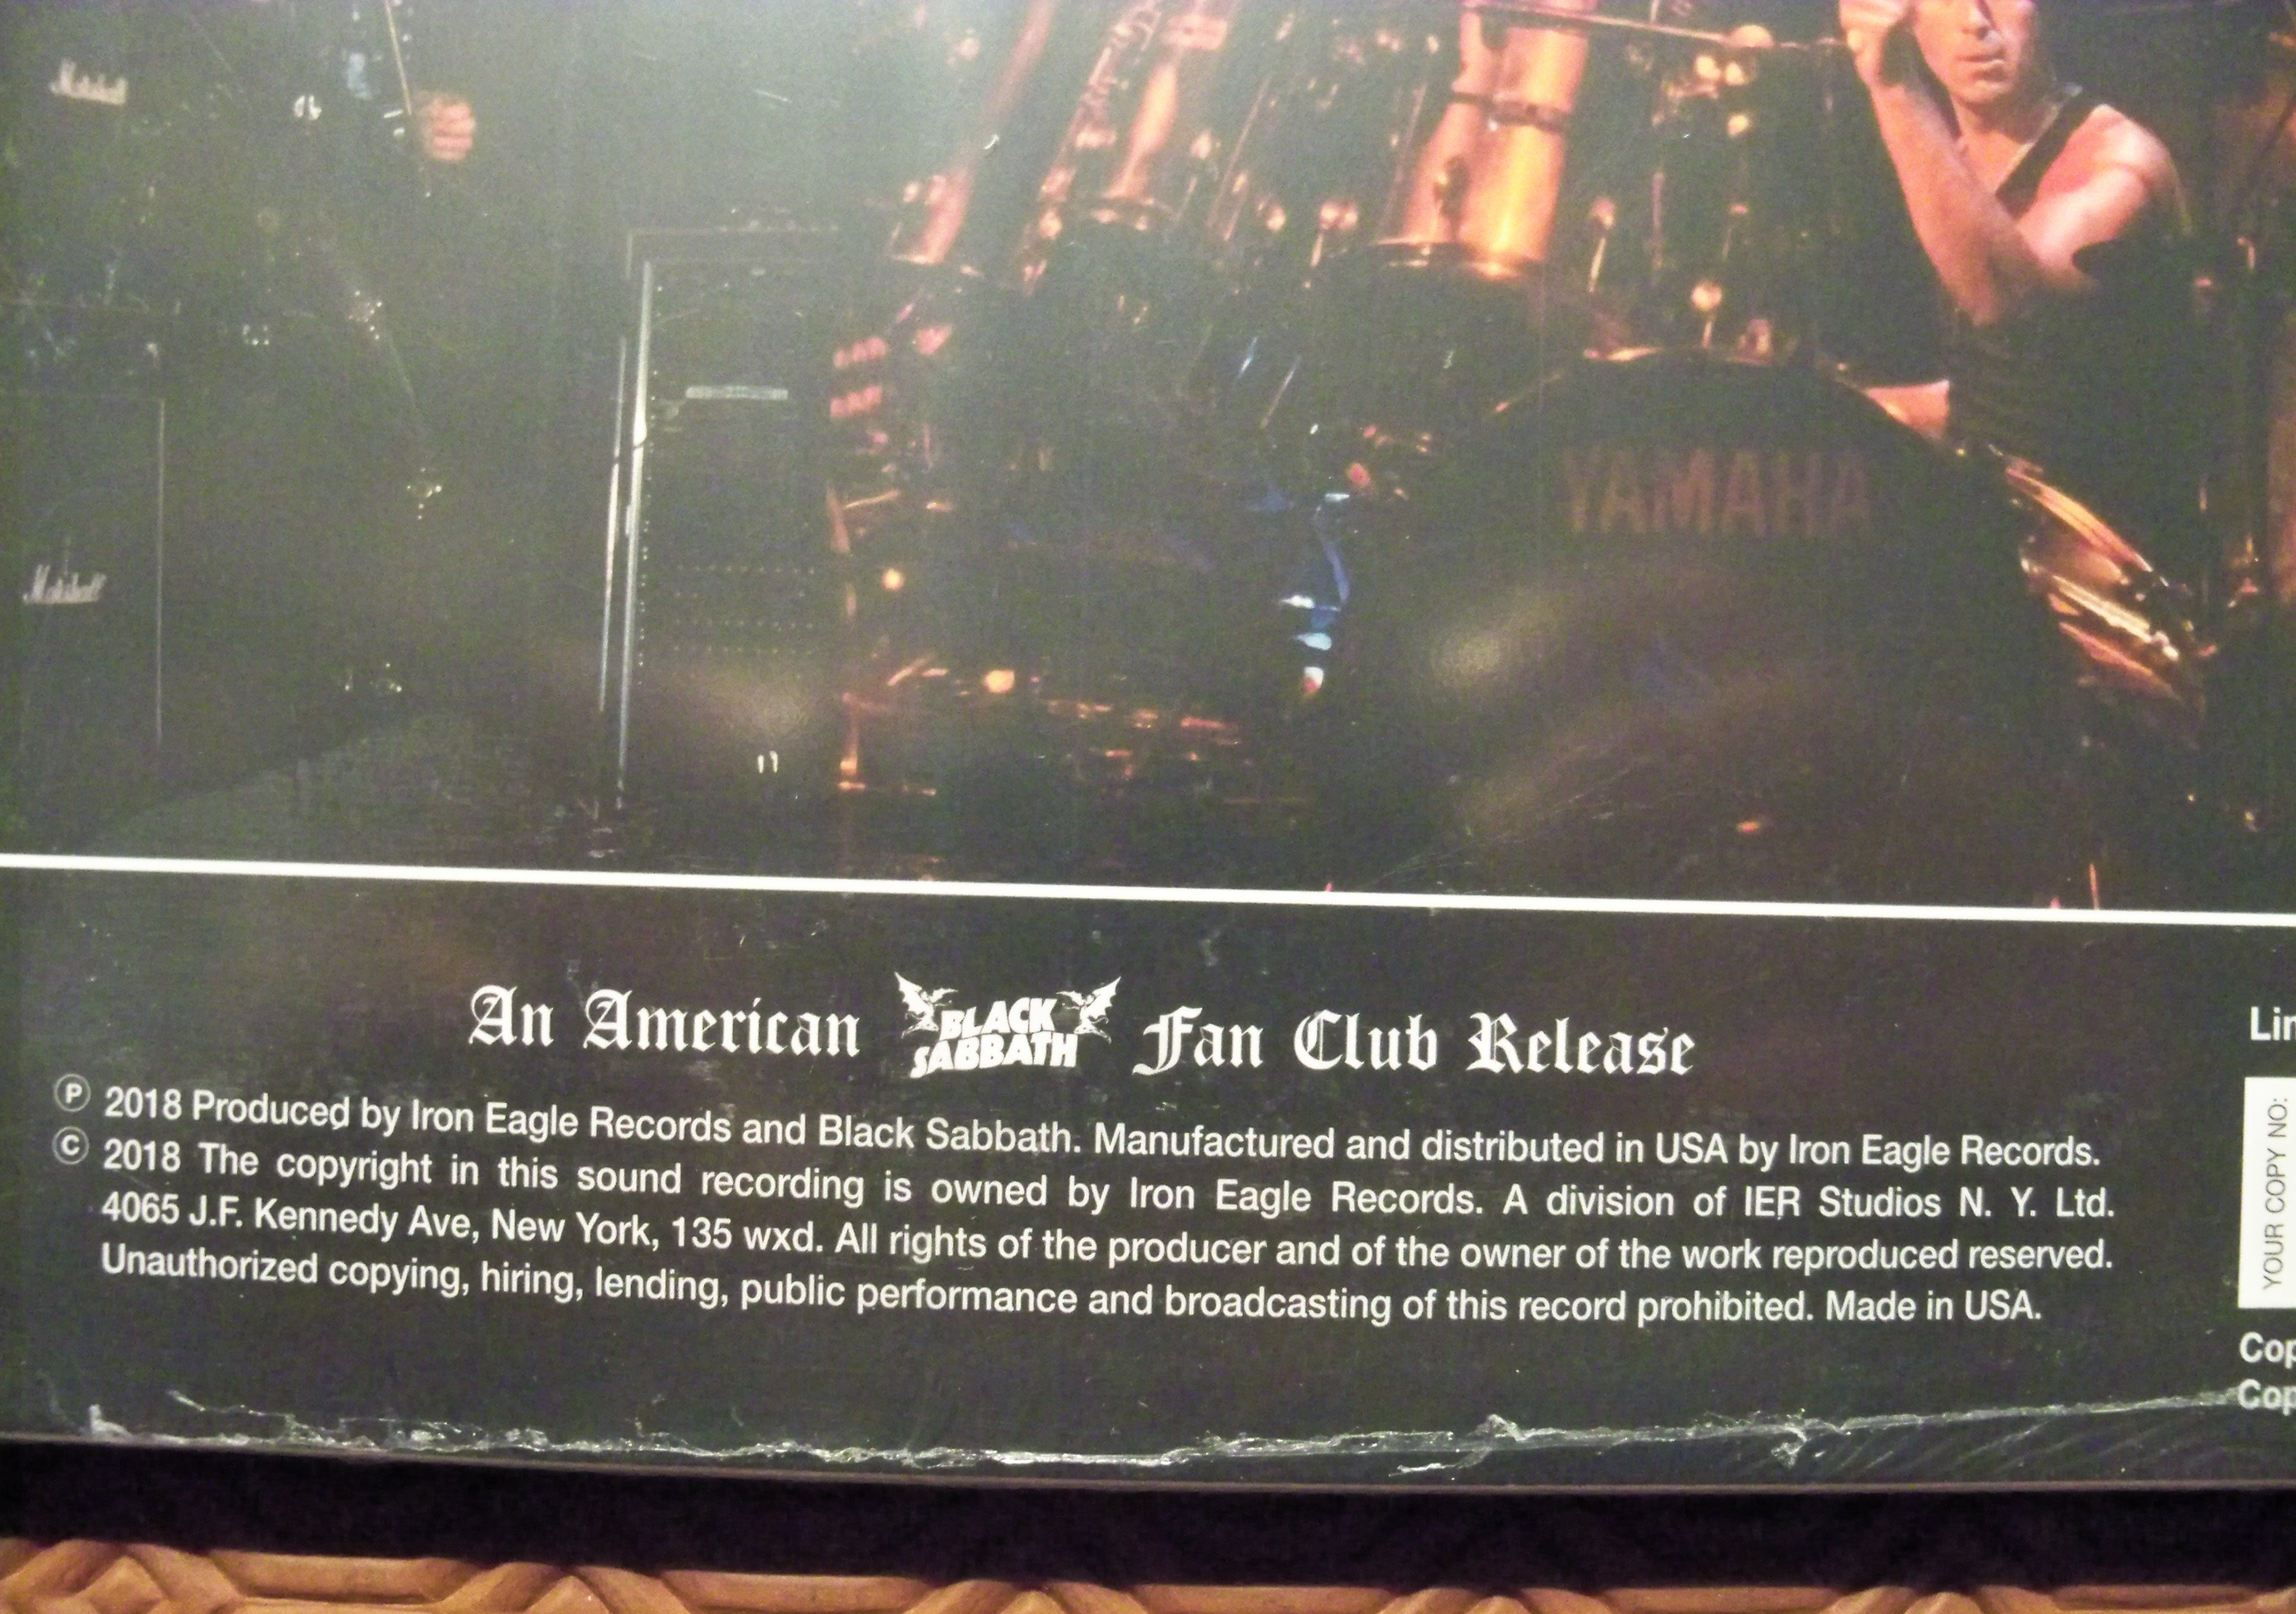 Marshall
Marshall
YAMAHA
An American BLACK SABBATH Fan Club Release
Ⓟ 2018 Produced by Iron Eagle Records and Black Sabbath. Manufactured and distributed in USA by Iron Eagle Records.
© 2018 The copyright in this sound recording is owned by Iron Eagle Records. A division of IER Studios N. Y. Ltd.
4065 J.F. Kennedy Ave, New York, 135 wxd. All rights of the producer and of the owner of the work reproduced reserved.
Unauthorized copying, hiring, lending, public performance and broadcasting of this record prohibited. Made in USA.
YOUR COPY NO: